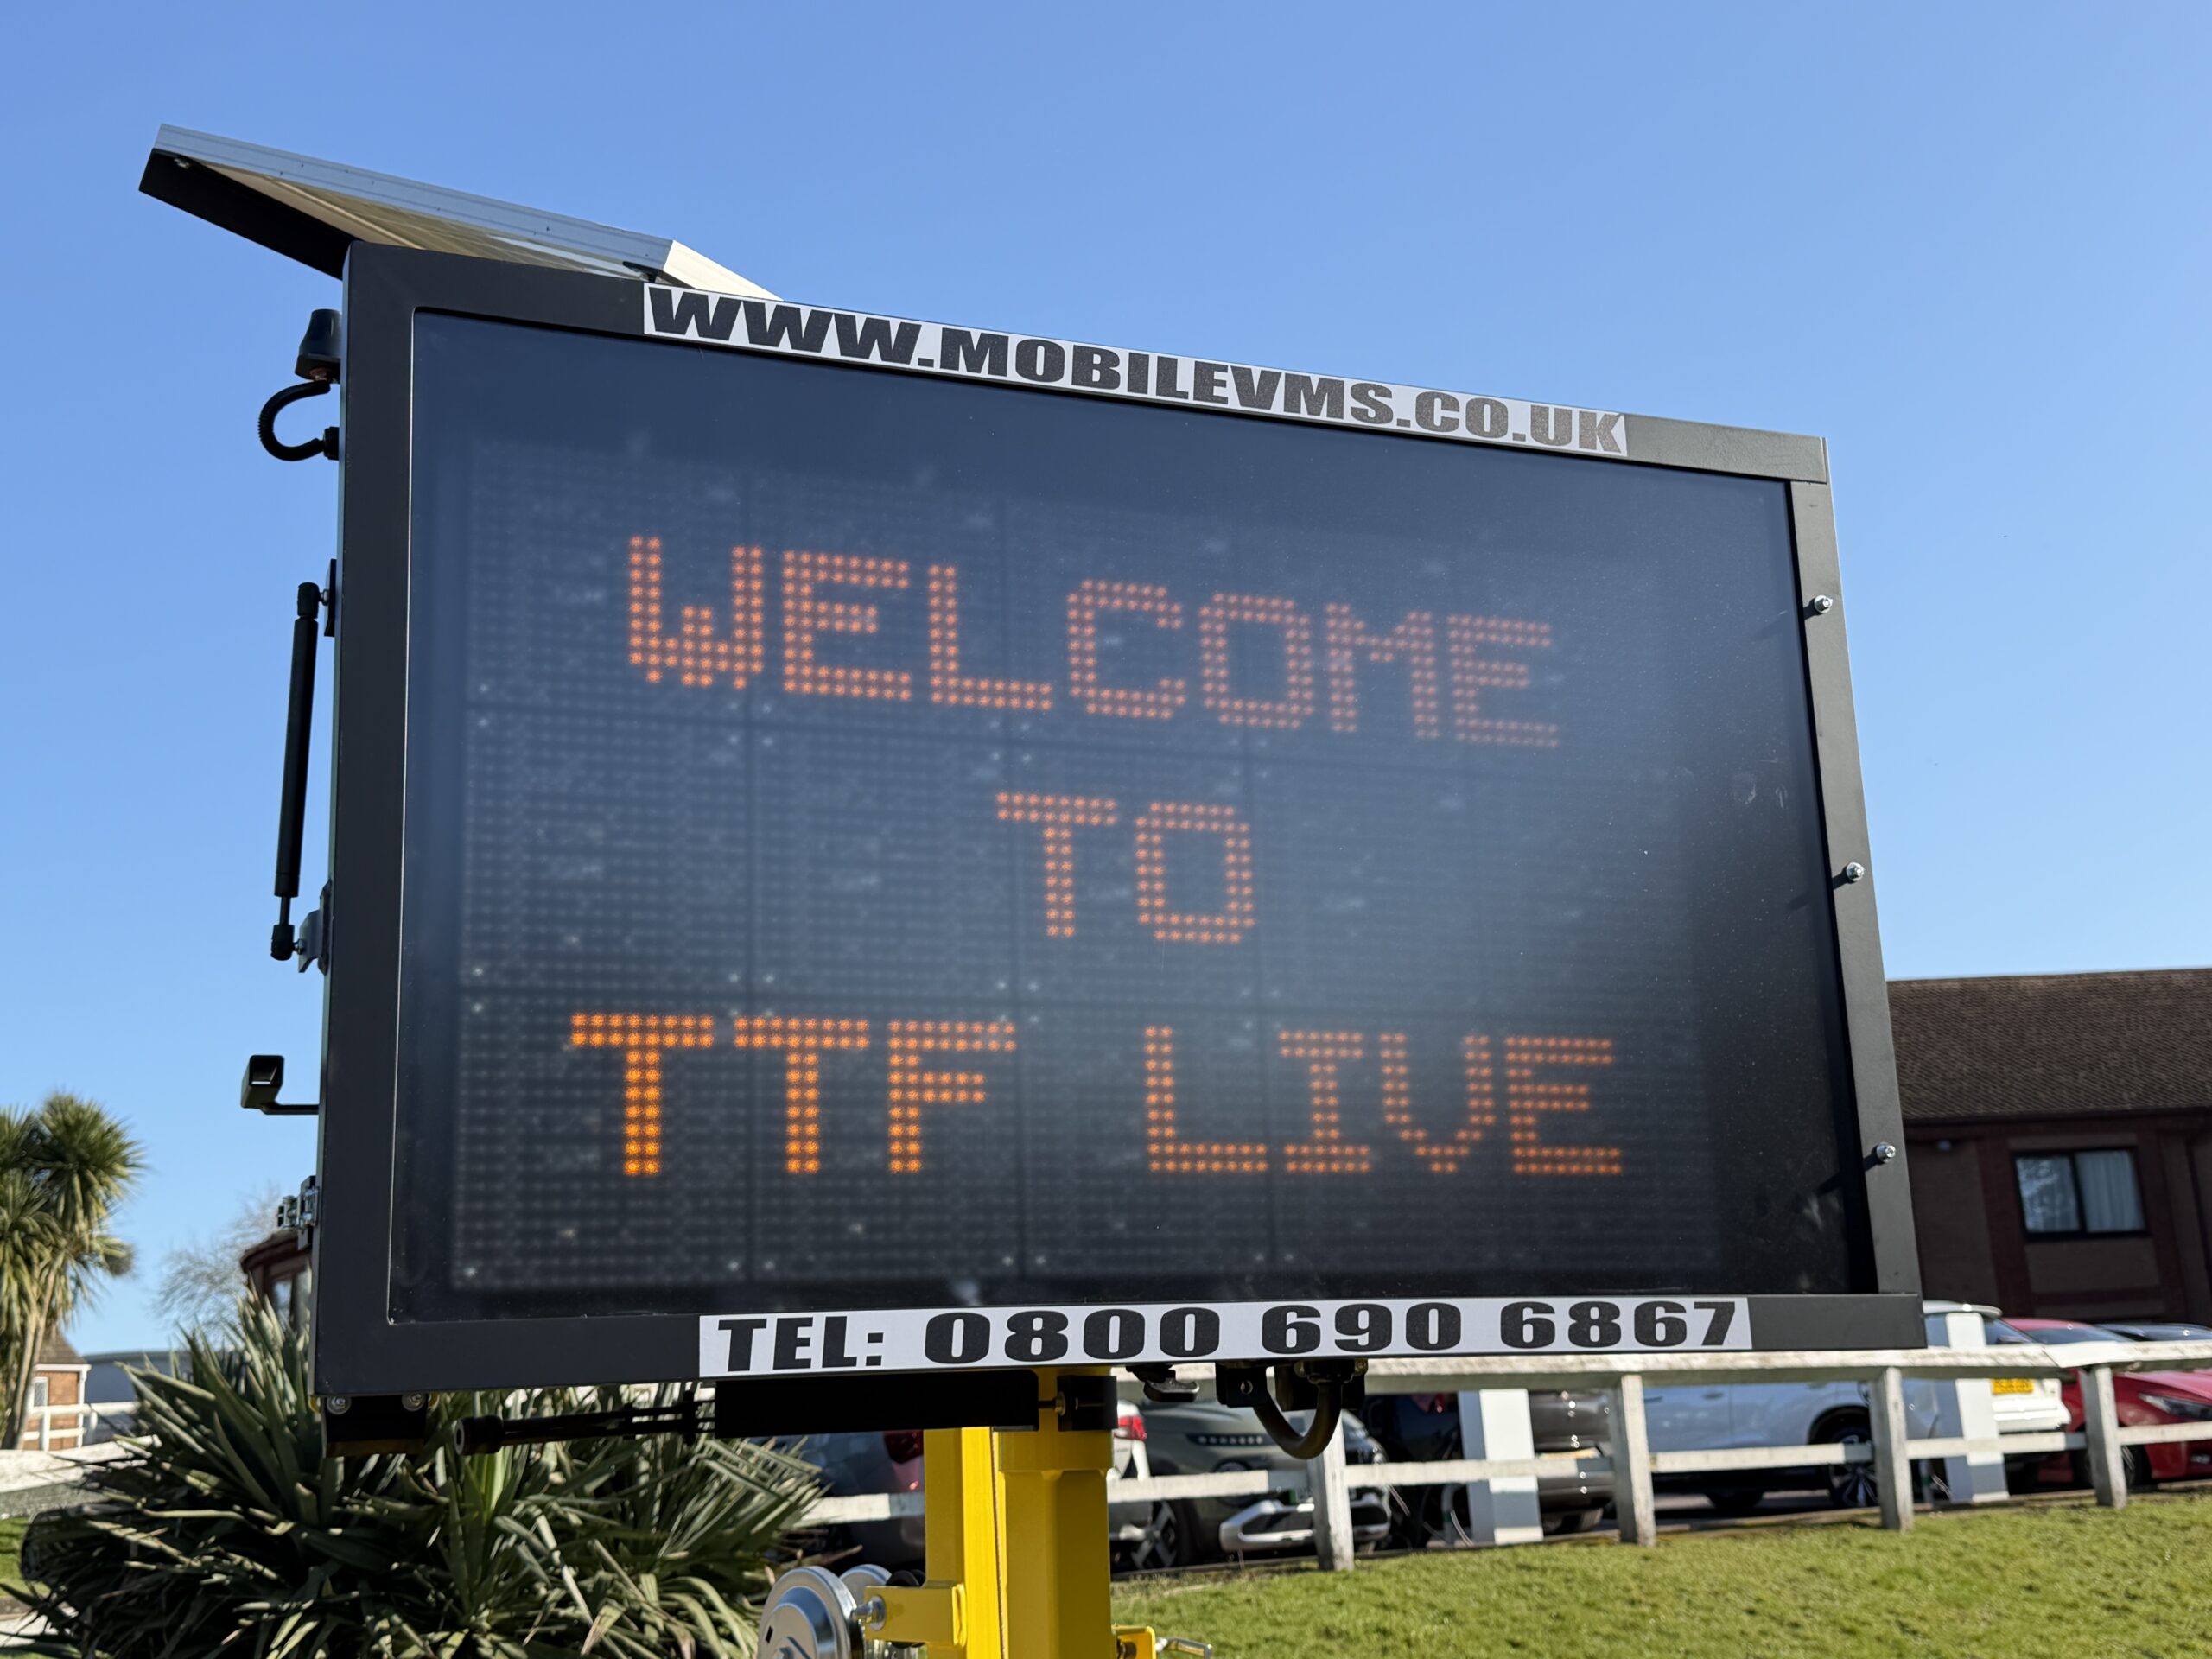 WWW.MOBILEVMS.CO.UK
WELCOME
TO
TTF LIVE
TEL: 0800 690 6867